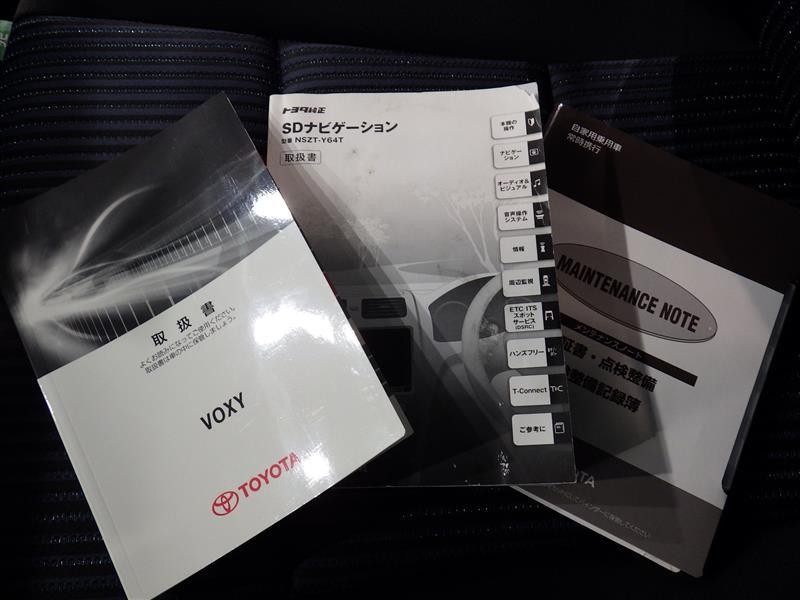 取扱書
よくお読みになってご使用ください。
取扱書は車の中に保管しましょう。
VOXY
TOYOTA
トヨタ純正
SDナビゲーション
型番 NSZT-Y64T
取扱書
本機の
操作
ナビゲー
ション
オーディオ&
ビジュアル
音声操作
システム
情報
周辺監視
ETC ITS
スポット
サービス
(DSRC)
ハンズフリー
T-Connect
ご参考に
自家用乗用車
常時携行
MAINTENANCE NOTE
メンテナンスノート
証書・点検整備
整備記録簿